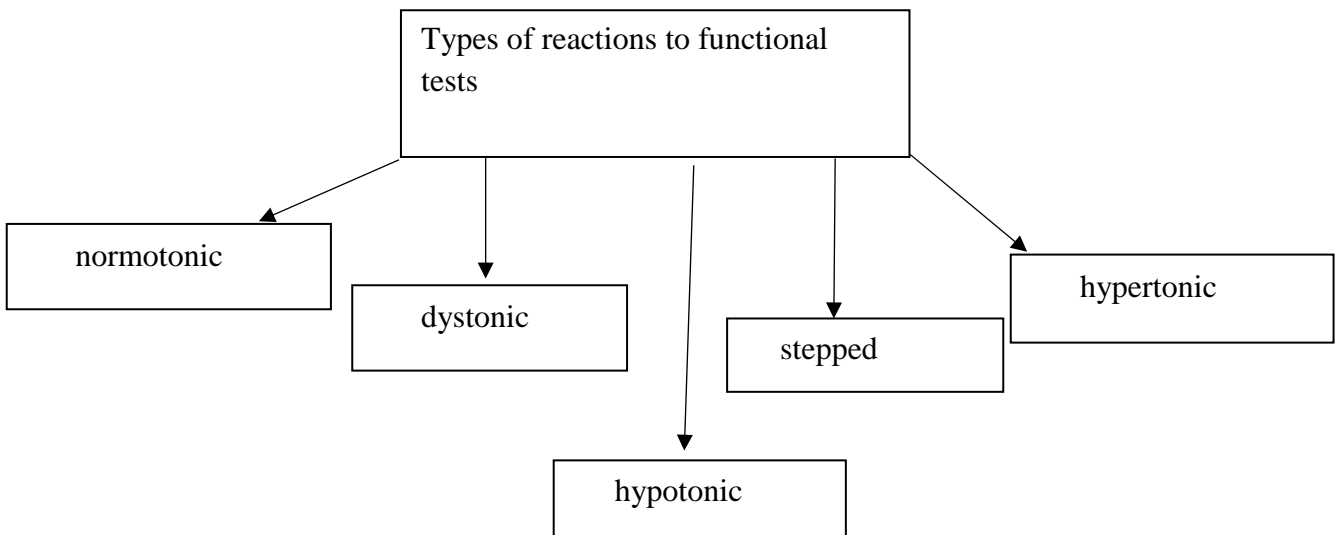 Types of reactions to functional
tests
normotonic
dystonic
hypotonic
stepped
hypertonic